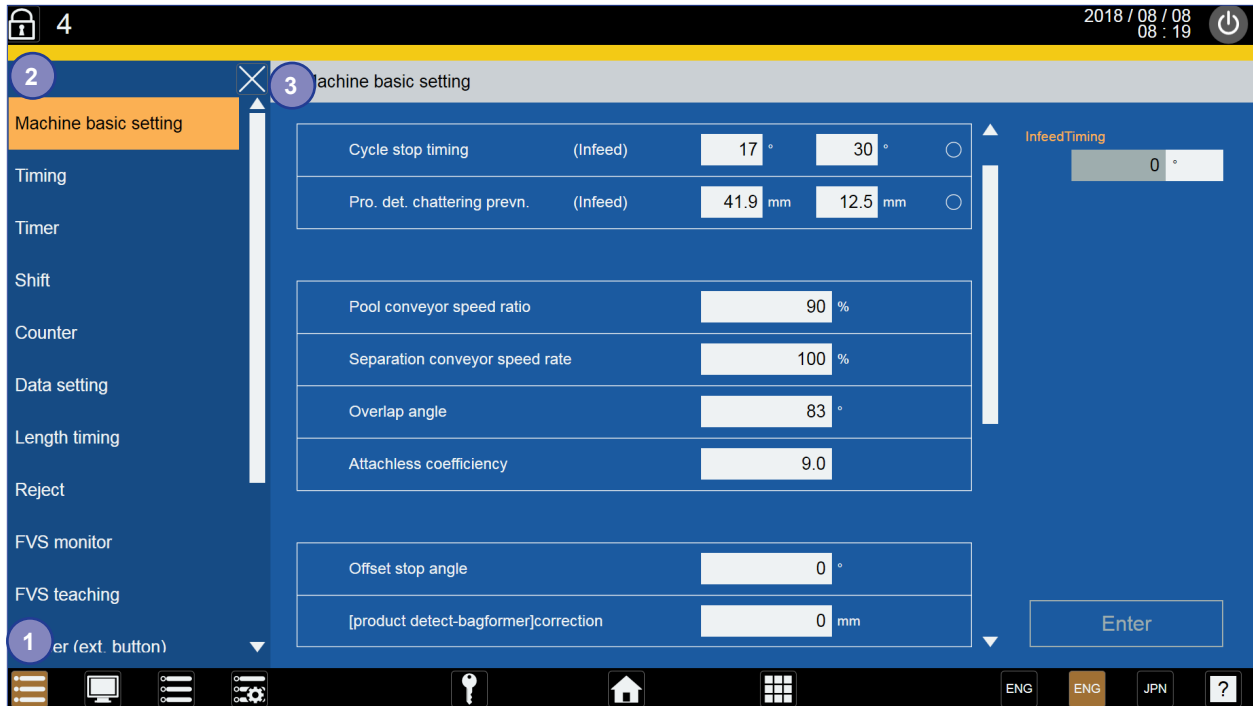 4
2018 / 08 / 08
08 : 19
2
3
achine basic setting
Machine basic setting
Timing
Timer
Shift
Counter
Data setting
Length timing
Reject
FVS monitor
FVS teaching
1
er (ext. button)
Cycle stop timing (Infeed) 17 ° 30 °
Pro. det. chattering prevn. (Infeed) 41.9 mm 12.5 mm
Pool conveyor speed ratio 90 %
Separation conveyor speed rate 100 %
Overlap angle 83 °
Attachless coefficiency 9.0
Offset stop angle 0 °
[product detect-bagformer]correction 0 mm
InfeedTiming
0 °
Enter
ENG ENG JPN ?